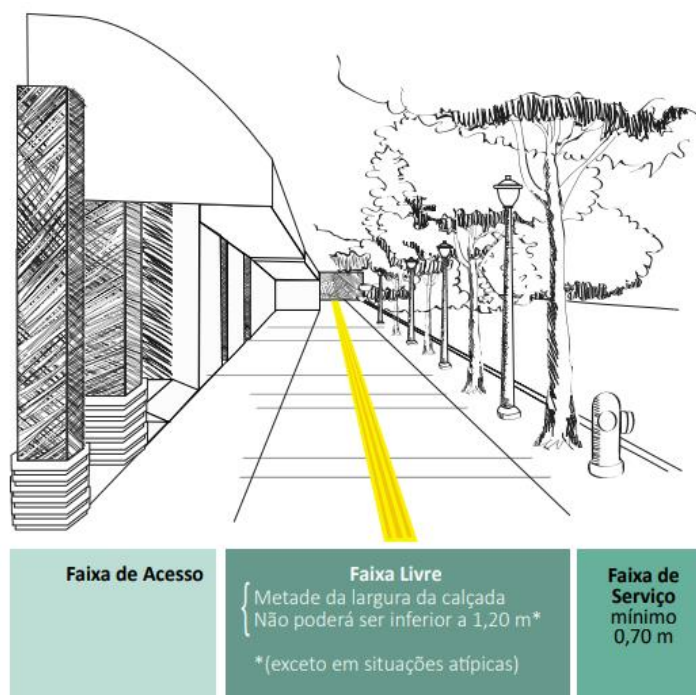 Faixa de Acesso
Faixa Livre
Metade da largura da calçada
Não poderá ser inferior a 1,20 m*
*(exceto em situações atípicas)
Faixa de
Serviço
mínimo
0,70 m